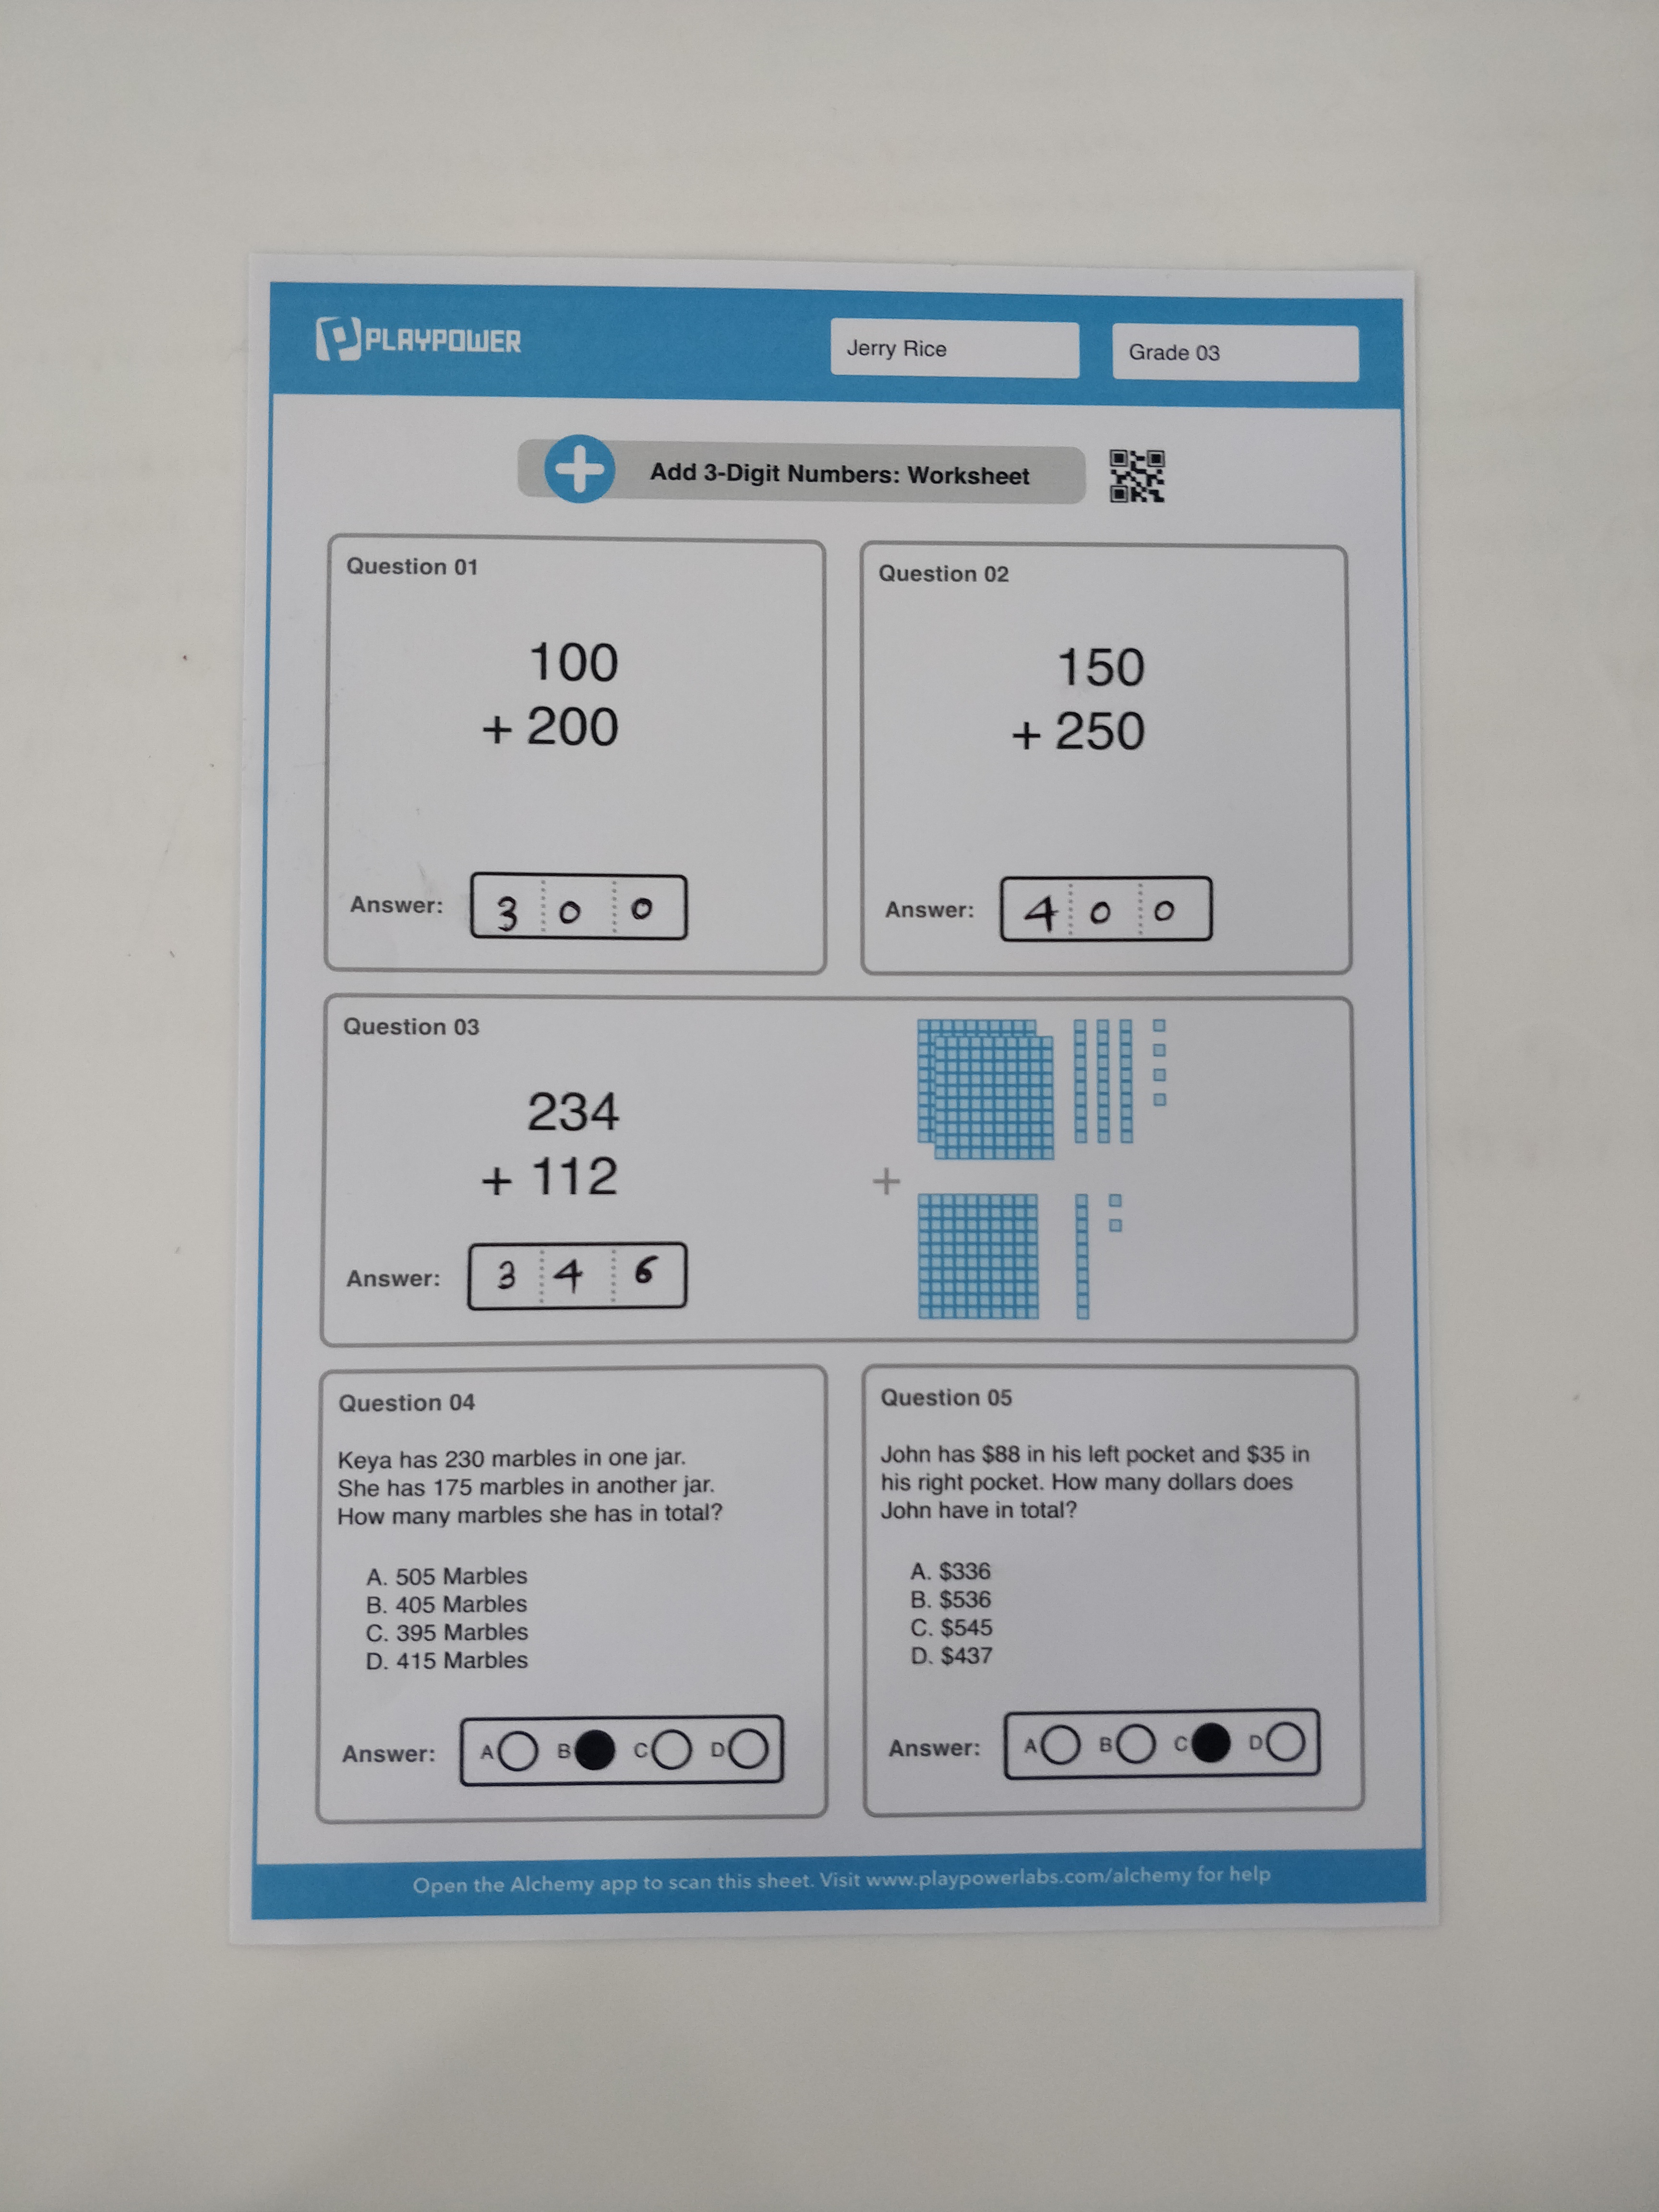 PLAYPOWER
Jerry Rice
Grade 03
Add 3-Digit Numbers: Worksheet
Question 01
100
+ 200
Answer: 3 0 0
Question 02
150
+ 250
Answer: 4 0 0
Question 03
234
+ 112
+
Answer: 3 4 6
Question 04
Keya has 230 marbles in one jar.
She has 175 marbles in another jar.
How many marbles she has in total?
A. 505 Marbles
B. 405 Marbles
C. 395 Marbles
D. 415 Marbles
Answer: A B C D
Question 05
John has $88 in his left pocket and $35 in
his right pocket. How many dollars does
John have in total?
A. $336
B. $536
C. $545
D. $437
Answer: A B C D
Open the Alchemy app to scan this sheet. Visit www.playpowerlabs.com/alchemy for help